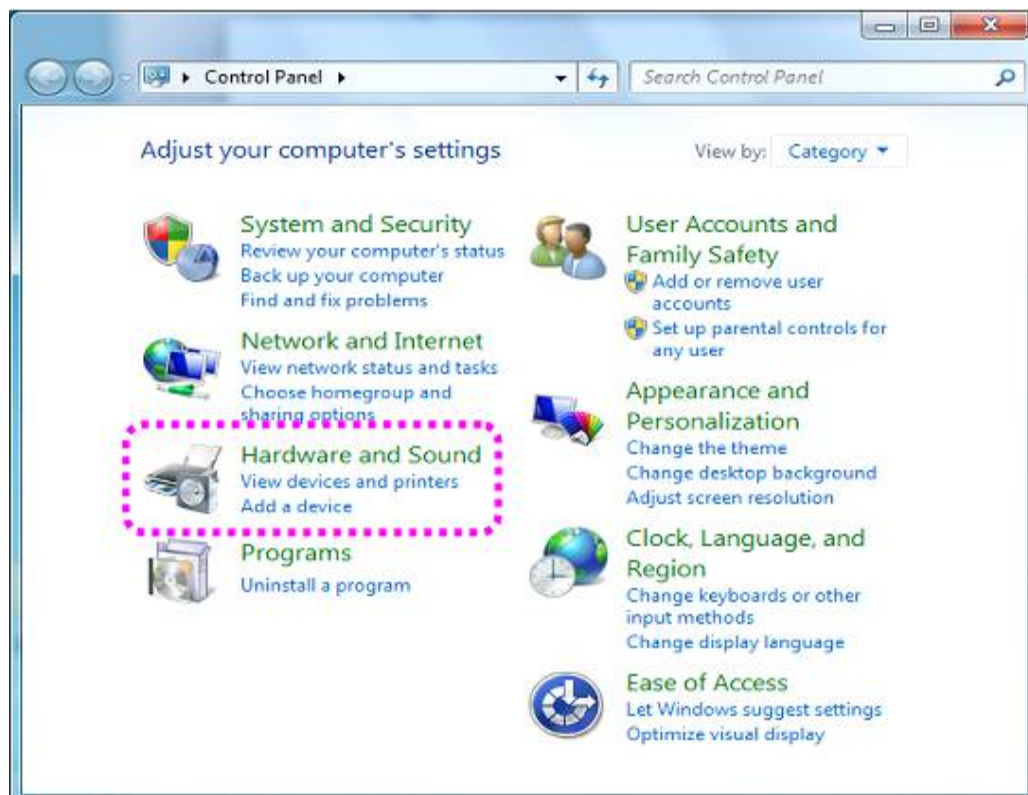 Control Panel
Search Control Panel
Adjust your computer's settings
View by: Category
System and Security
Review your computer's status
Back up your computer
Find and fix problems
Network and Internet
View network status and tasks
Choose homegroup and
sharing options
Hardware and Sound
View devices and printers
Add a device
Programs
Uninstall a program
User Accounts and
Family Safety
Add or remove user
accounts
Set up parental controls for
any user
Appearance and
Personalization
Change the theme
Change desktop background
Adjust screen resolution
Clock, Language, and
Region
Change keyboards or other
input methods
Change display language
Ease of Access
Let Windows suggest settings
Optimize visual display